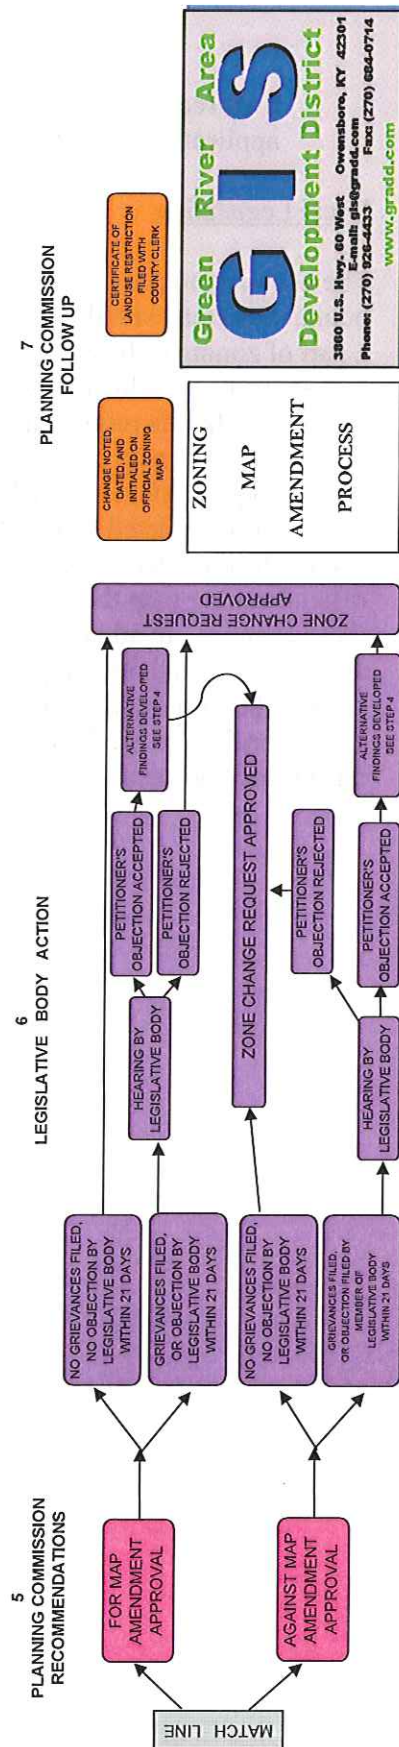 5
PLANNING COMMISSION
RECOMMENDATIONS
MATCH LINE
FOR MAP
AMENDMENT
APPROVAL
AGAINST MAP
AMENDMENT
APPROVAL
6
LEGISLATIVE BODY ACTION
NO GRIEVANCES FILED,
NO OBJECTION BY
LEGISLATIVE BODY
WITHIN 21 DAYS
GRIEVANCES FILED,
OR OBJECTION BY
LEGISLATIVE BODY
WITHIN 21 DAYS
NO GRIEVANCES FILED,
NO OBJECTION BY
LEGISLATIVE BODY
WITHIN 21 DAYS
GRIEVANCES FILED,
OR OBJECTION FILED BY
MEMBER OF
LEGISLATIVE BODY
WITHIN 21 DAYS
HEARING BY
LEGISLATIVE BODY
PETITIONER'S
OBJECTION ACCEPTED
PETITIONER'S
OBJECTION REJECTED
ALTERNATIVE
FINDINGS DEVELOPED
SEE STEP 4
ZONE CHANGE REQUEST APPROVED
HEARING BY
LEGISLATIVE BODY
PETITIONER'S
OBJECTION REJECTED
PETITIONER'S
OBJECTION ACCEPTED
ALTERNATIVE
FINDINGS DEVELOPED
SEE STEP 4
ZONE CHANGE REQUEST
APPROVED
7
PLANNING COMMISSION
FOLLOW UP
CHANGE NOTED,
DATED, AND
INITIALED ON
OFFICIAL ZONING
MAP
CERTIFICATE OF
LANDUSE RESTRICTION
FILED WITH
COUNTY CLERK
ZONING
MAP
AMENDMENT
PROCESS
Green River Area
GIS
Development District
3860 U.S. Hwy. 60 West Owensboro, KY 42301
E-mail: gis@gradd.com
Phone: (270) 926-4433 Fax: (270) 684-0714
www.gradd.com